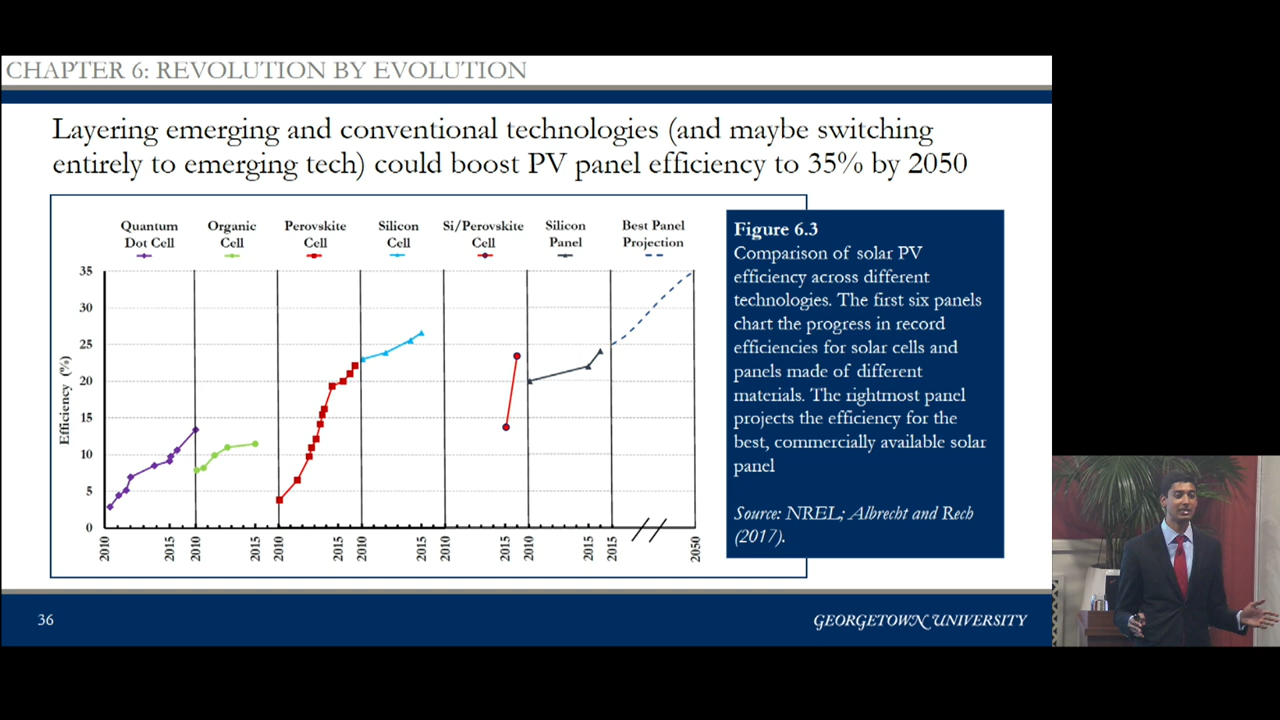 CHAPTER 6: REVOLUTION BY EVOLUTION
Layering emerging and conventional technologies (and maybe switching
entirely to emerging tech) could boost PV panel efficiency to 35% by 2050
Quantum
Dot Cell
Organic
Cell
Perovskite
Cell
Silicon
Cell
Si/Perovskite
Cell
Silicon
Panel
Best Panel
Projection
Efficiency (%)
35
30
25
20
15
10
5
0
2010
2015
2010
2015
2010
2015
2010
2015
2010
2015
2010
2015
2015
2050
Figure 6.3
Comparison of solar PV
efficiency across different
technologies. The first six panels
chart the progress in record
efficiencies for solar cells and
panels made of different
materials. The rightmost panel
projects the efficiency for the
best, commercially available solar
panel
Source: NREL; Albrecht and Rech
(2017).
36
GEORGETOWN UNIVERSITY